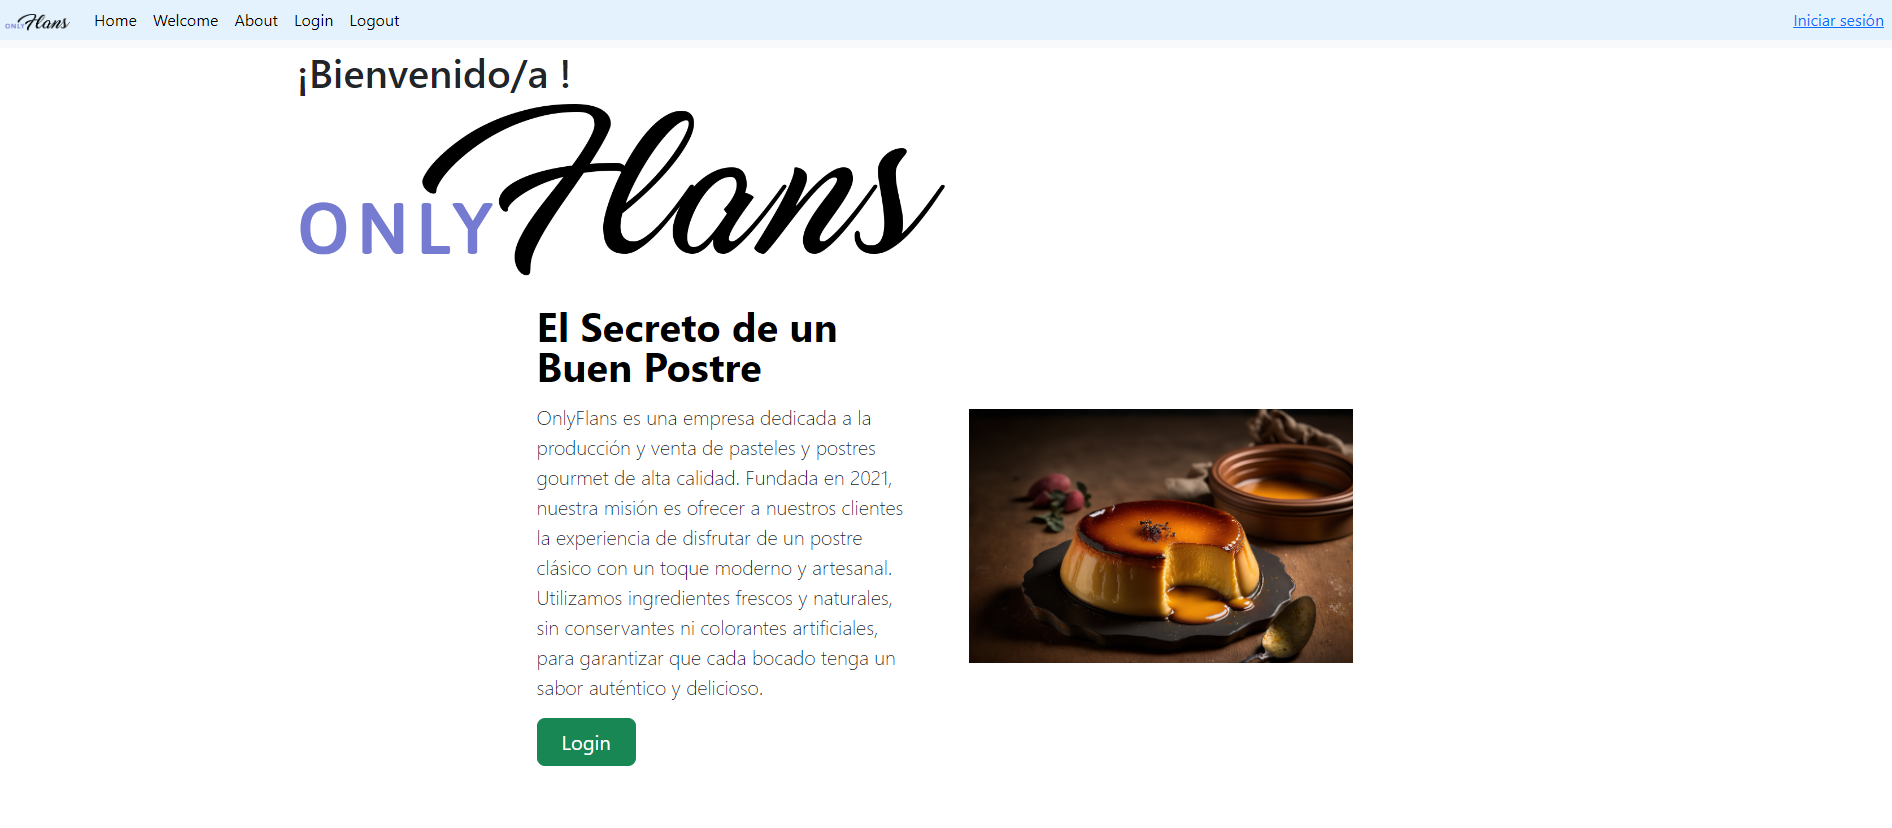 ONLY Flans Home Welcome About Login Logout Iniciar sesión
¡Bienvenido/a !
ONLY Flans
El Secreto de un
Buen Postre
OnlyFlans es una empresa dedicada a la
producción y venta de pasteles y postres
gourmet de alta calidad. Fundada en 2021,
nuestra misión es ofrecer a nuestros clientes
la experiencia de disfrutar de un postre
clásico con un toque moderno y artesanal.
Utilizamos ingredientes frescos y naturales,
sin conservantes ni colorantes artificiales,
para garantizar que cada bocado tenga un
sabor auténtico y delicioso.
Login